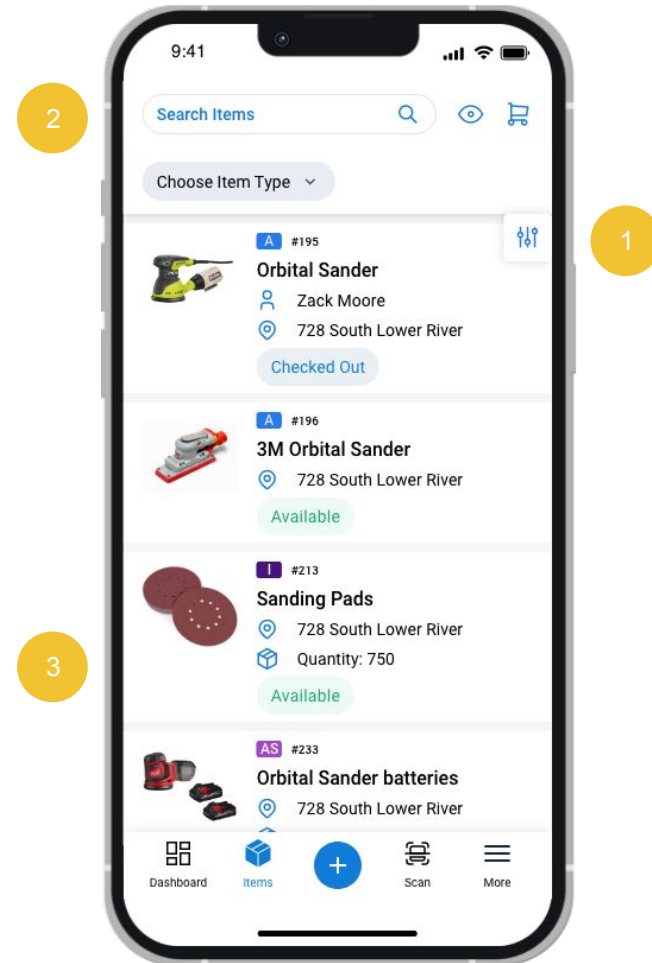 9:41
2
Search Items
Choose Item Type
1
A #195
Orbital Sander
Zack Moore
728 South Lower River
Checked Out
A #196
3M Orbital Sander
728 South Lower River
Available
I #213
Sanding Pads
728 South Lower River
3
Quantity: 750
Available
AS #233
Orbital Sander batteries
728 South Lower River
Dashboard
Items
Scan
More